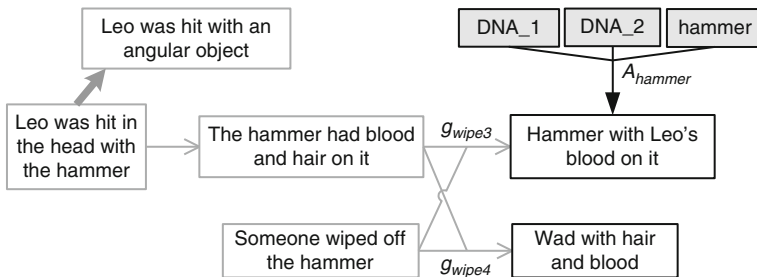 Leo was hit with an
angular object
DNA_1
DNA_2
hammer
A_hammer
Leo was hit in
the head with
the hammer
The hammer had blood
and hair on it
g_wipe3
Hammer with Leo's
blood on it
Someone wiped off
the hammer
g_wipe4
Wad with hair
and blood